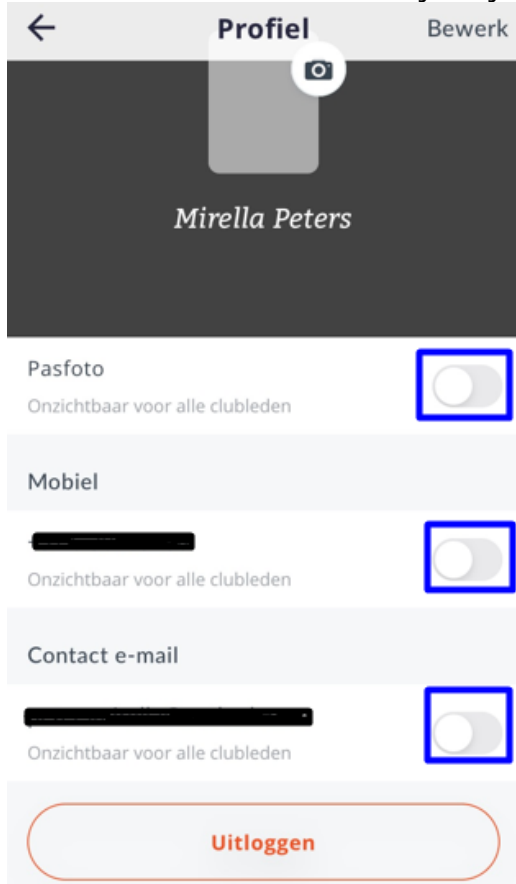 Profiel
Bewerk
Mirella Peters
Pasfoto
Onzichtbaar voor alle clubleden
Mobiel
Onzichtbaar voor alle clubleden
Contact e-mail
Onzichtbaar voor alle clubleden
Uitloggen